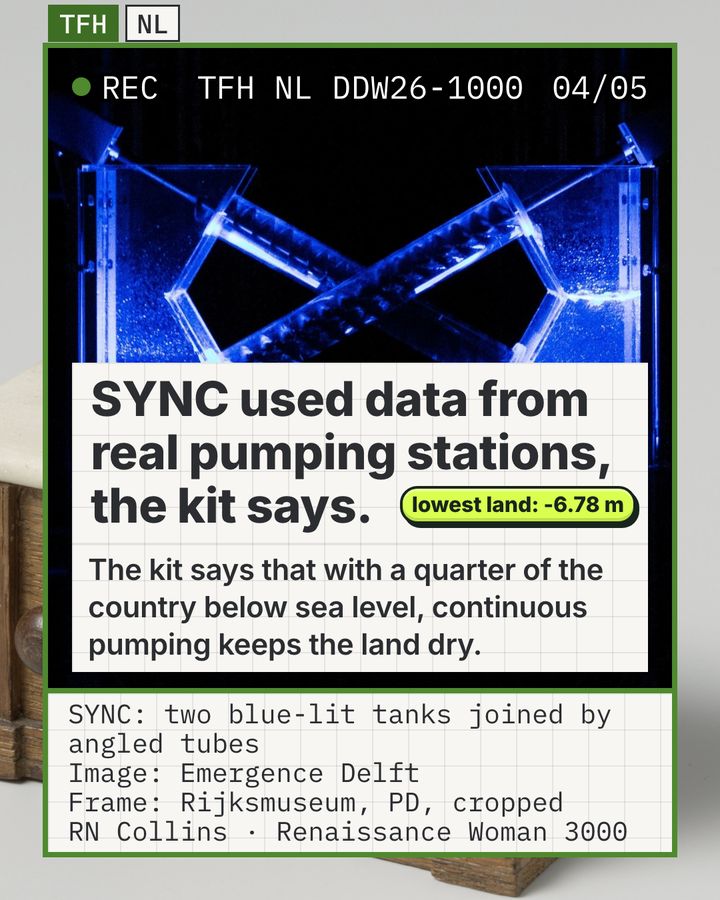 TFH NL
REC TFH NL DDW26-1000 04/05
SYNC used data from
real pumping stations,
the kit says.
lowest land: -6.78 m
The kit says that with a quarter of the
country below sea level, continuous
pumping keeps the land dry.
SYNC: two blue-lit tanks joined by
angled tubes
Image: Emergence Delft
Frame: Rijksmuseum, PD, cropped
RN Collins · Renaissance Woman 3000